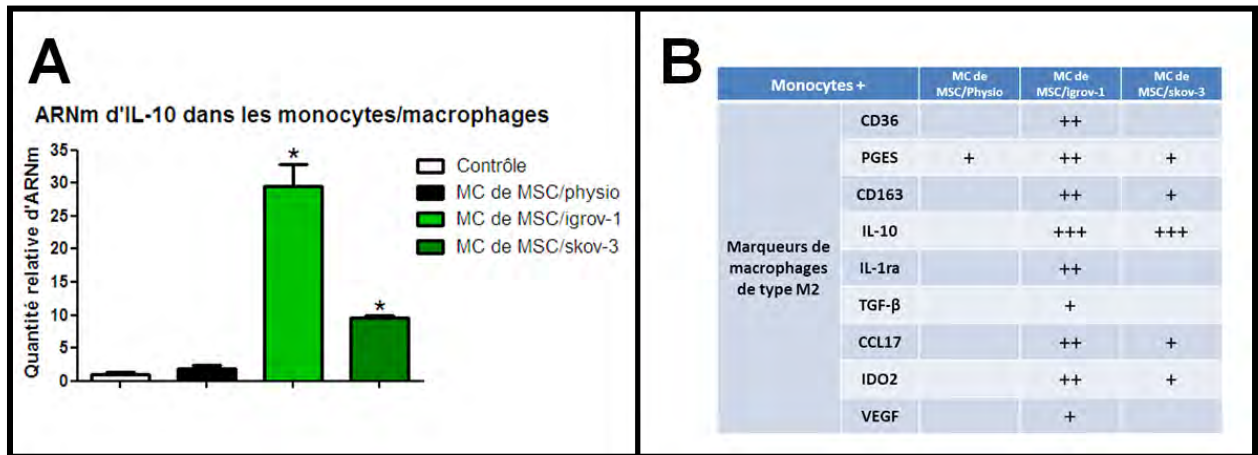 A
ARNm d'IL-10 dans les monocytes/macrophages
Quantité relative d'ARNm
35
30
25
20
15
10
5
0
*
*
Contrôle
MC de MSC/physio
MC de MSC/igrov-1
MC de MSC/skov-3
B
Monocytes + MC de MSC/Physio MC de MSC/igrov-1 MC de MSC/skov-3
Marqueurs de macrophages de type M2
CD36 ++
PGES + ++ +
CD163 ++ +
IL-10 +++ +++
IL-1ra ++
TGF-β +
CCL17 ++ +
IDO2 ++ +
VEGF +